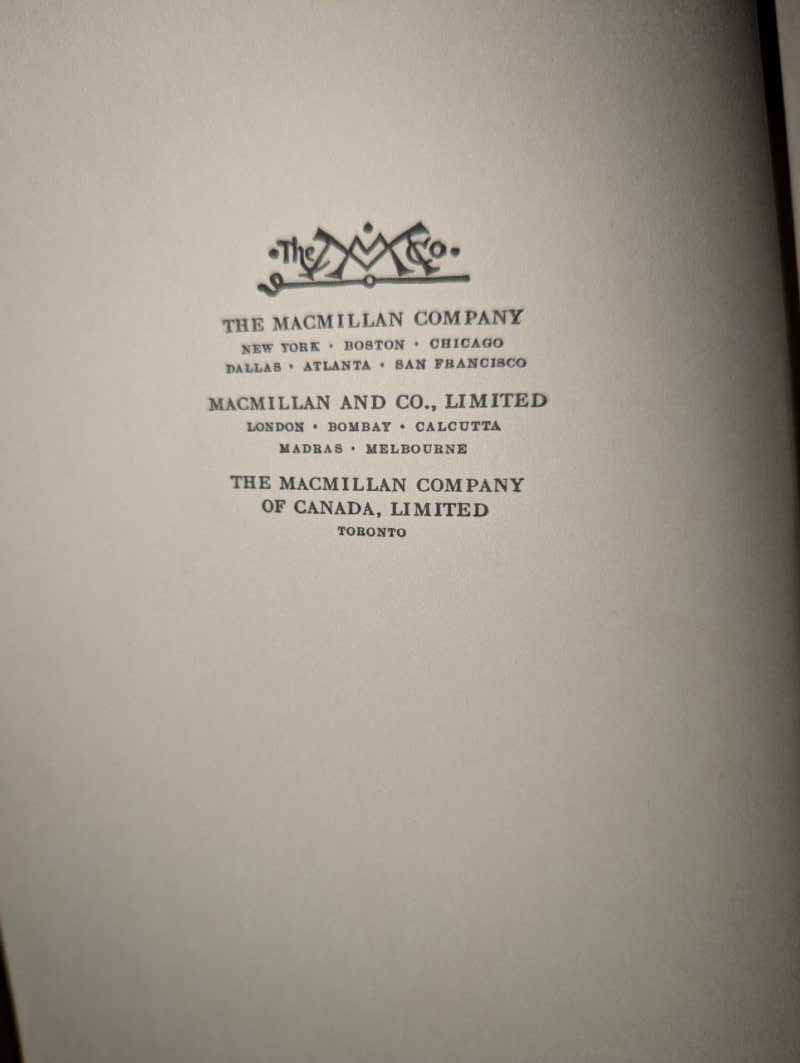 The MM Co
THE MACMILLAN COMPANY
NEW YORK · BOSTON · CHICAGO
DALLAS · ATLANTA · SAN FRANCISCO
MACMILLAN AND CO., LIMITED
LONDON · BOMBAY · CALCUTTA
MADRAS · MELBOURNE
THE MACMILLAN COMPANY
OF CANADA, LIMITED
TORONTO